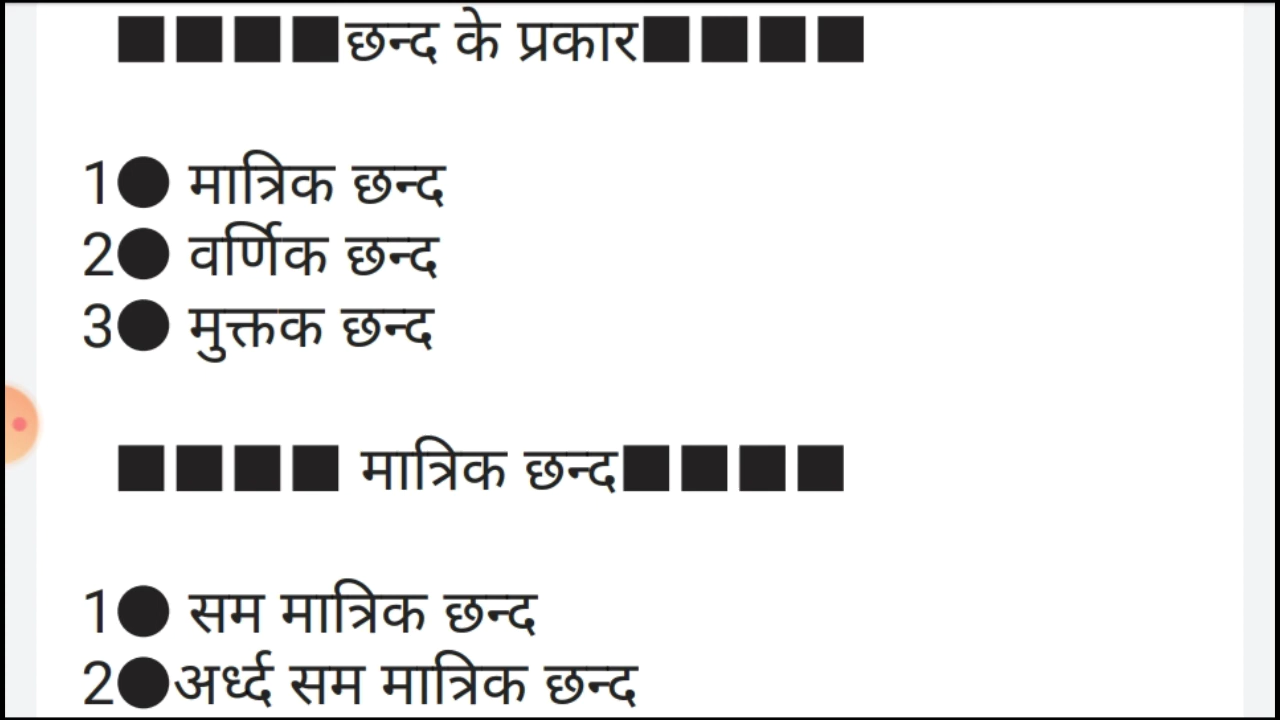 ■■■■छन्द के प्रकार■■■■
1● मात्रिक छन्द
2● वर्णिक छन्द
3● मुक्तक छन्द
■■■■ मात्रिक छन्द■■■■
1● सम मात्रिक छन्द
2●अर्ध्द सम मात्रिक छन्द